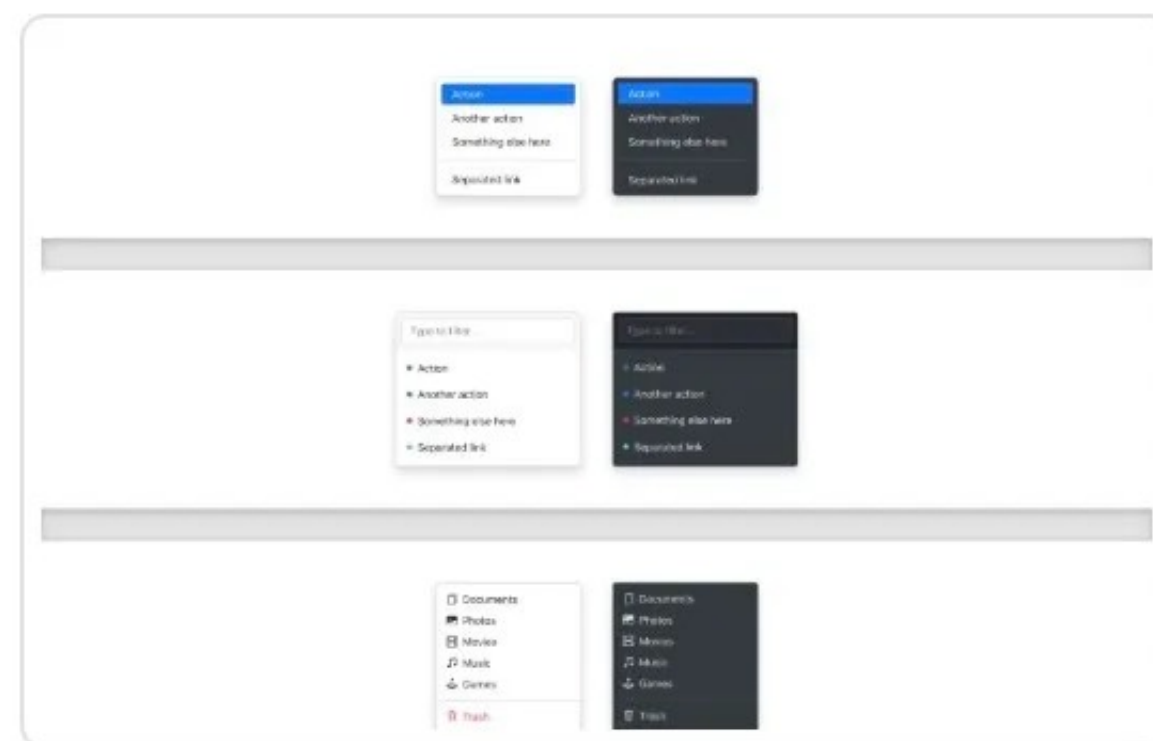 Action
Another action
Something else here
Separated link
Action
Another action
Something else here
Separated link
Type to filter...
Action
Another action
Something else here
Separated link
Type to filter...
Action
Another action
Something else here
Separated link
Documents
Photos
Movies
Music
Games
Trash
Documents
Photos
Movies
Music
Games
Trash